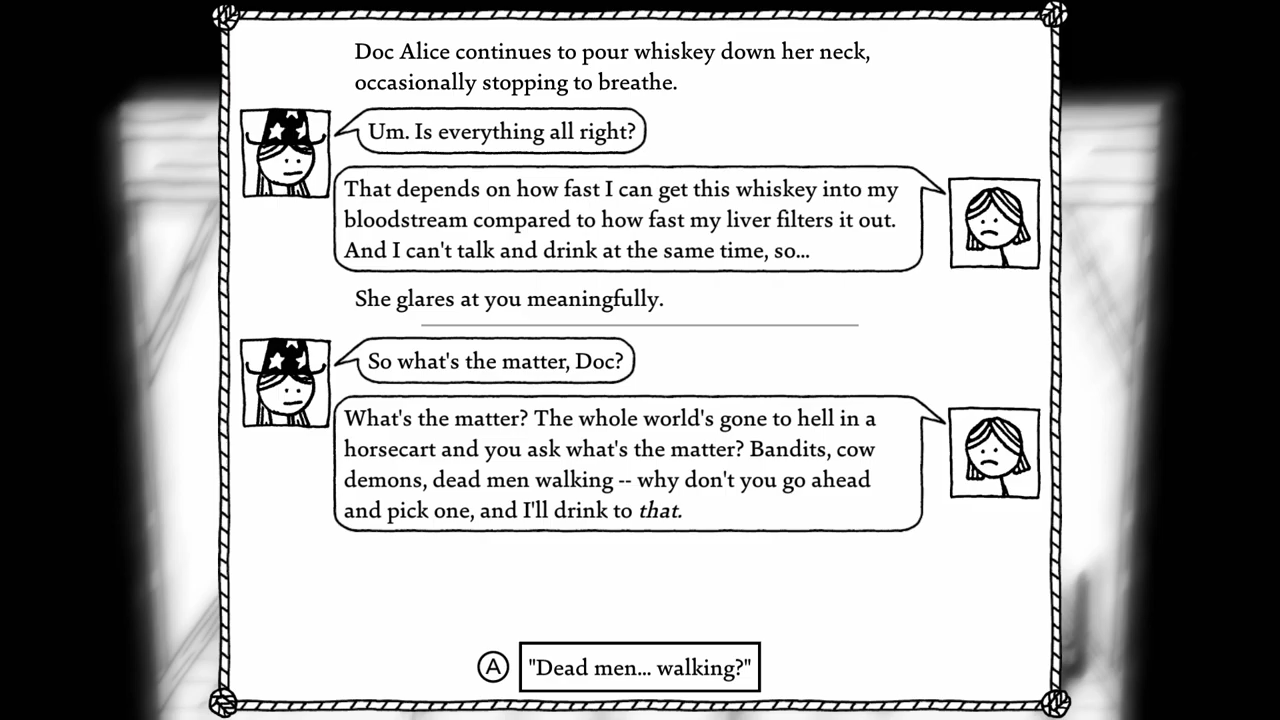 Doc Alice continues to pour whiskey down her neck,
occasionally stopping to breathe.
Um. Is everything all right?
That depends on how fast I can get this whiskey into my
bloodstream compared to how fast my liver filters it out.
And I can't talk and drink at the same time, so...
She glares at you meaningfully.
So what's the matter, Doc?
What's the matter? The whole world's gone to hell in a
horsecart and you ask what's the matter? Bandits, cow
demons, dead men walking -- why don't you go ahead
and pick one, and I'll drink to that.
A "Dead men... walking?"